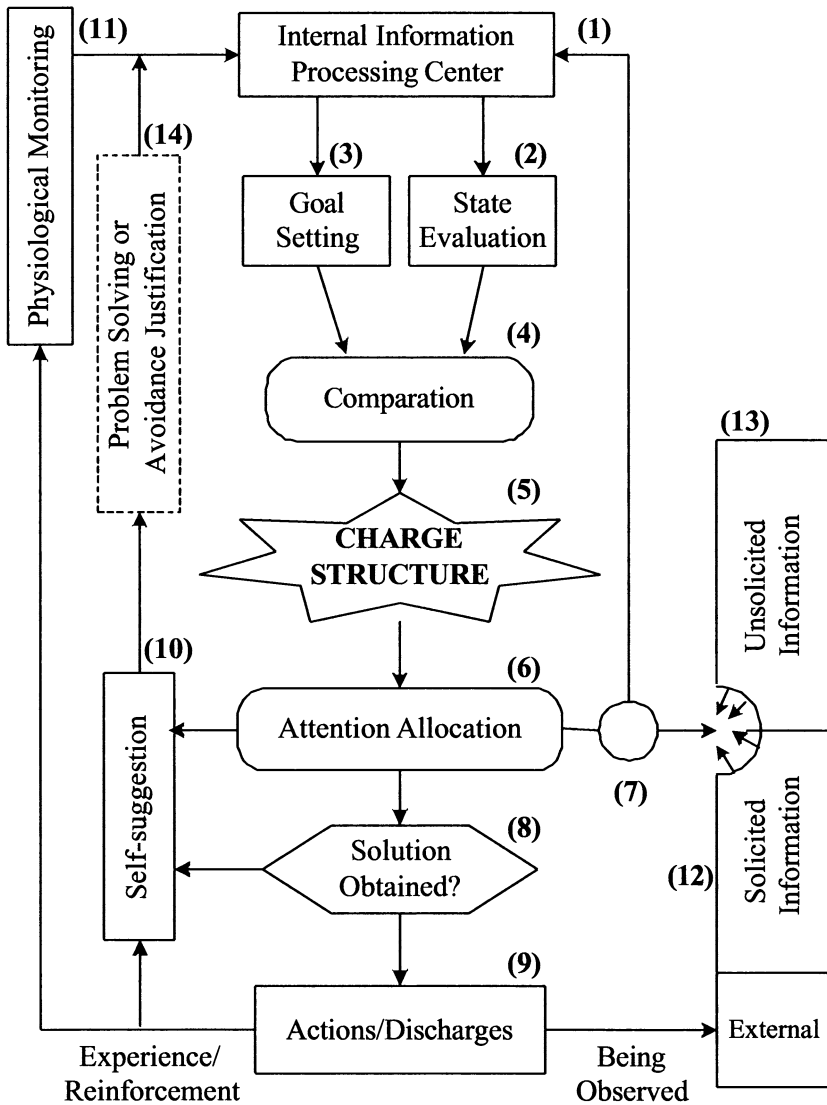 (11)
Internal Information
Processing Center
(1)
Physiological Monitoring
(14)
Problem Solving or
Avoidance Justification
(3)
Goal
Setting
(2)
State
Evaluation
(4)
Comparation
(5)
CHARGE
STRUCTURE
(13)
Unsolicited
Information
(10)
Self-suggestion
(6)
Attention Allocation
(7)
(8)
Solution
Obtained?
(12)
Solicited
Information
(9)
Actions/Discharges
External
Experience/
Reinforcement
Being
Observed